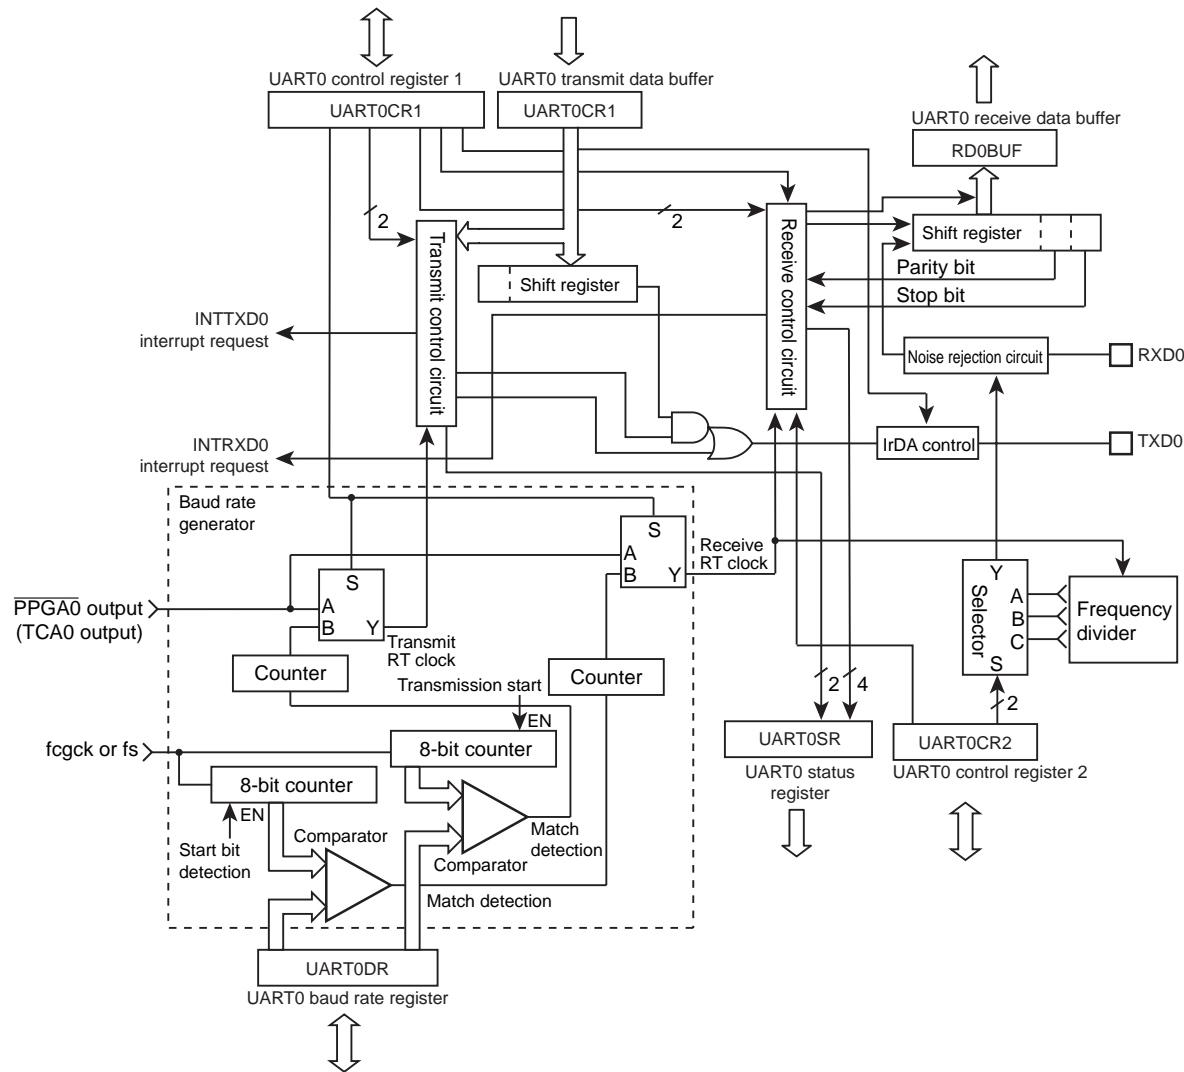 UART0 control register 1
UART0CR1
UART0 transmit data buffer
UART0CR1
UART0 receive data buffer
RD0BUF
2
2
Transmit control circuit
Receive control circuit
Shift register
Shift register
Parity bit
Stop bit
INTTXD0
interrupt request
Noise rejection circuit
RXD0
INTRXD0
interrupt request
IrDA control
TXD0
Baud rate
generator
S
A
B
Y
Receive
RT clock
S
A
B
Y
Transmit
RT clock
PPGA0 output
(TCA0 output)
Y
A
B
C
S
Selector
Frequency
divider
Counter
Counter
Transmission start
EN
2
4
2
fcgck or fs
8-bit counter
8-bit counter
EN
UART0SR
UART0 status
register
UART0CR2
UART0 control register 2
Start bit
detection
Comparator
Comparator
Match
detection
Match detection
UART0DR
UART0 baud rate register